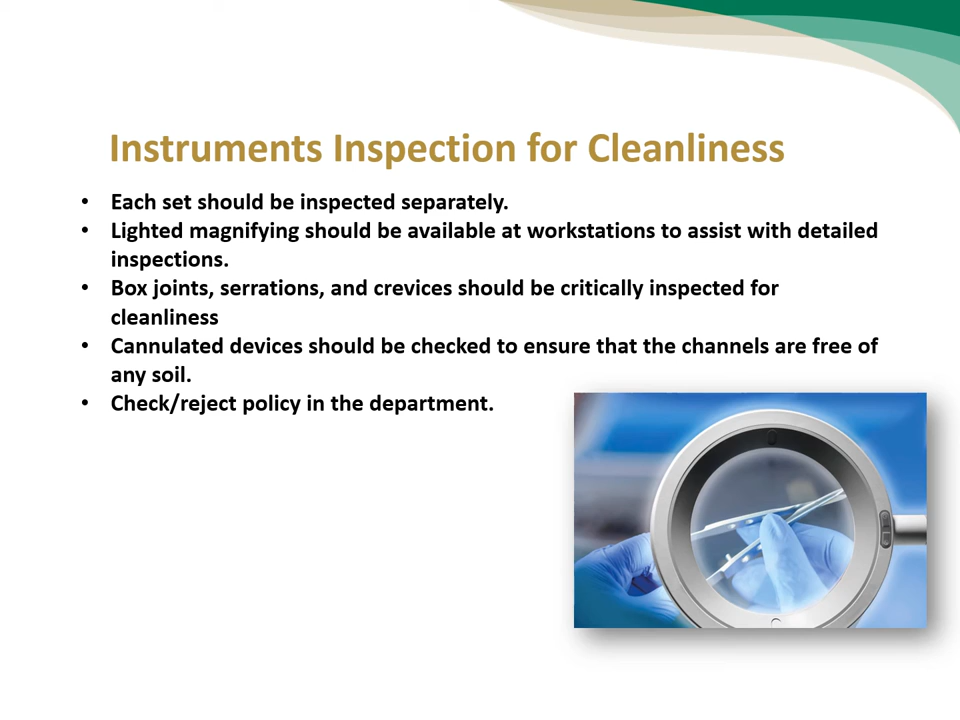 Instruments Inspection for Cleanliness
• Each set should be inspected separately.
• Lighted magnifying should be available at workstations to assist with detailed
inspections.
• Box joints, serrations, and crevices should be critically inspected for
cleanliness
• Cannulated devices should be checked to ensure that the channels are free of
any soil.
• Check/reject policy in the department.